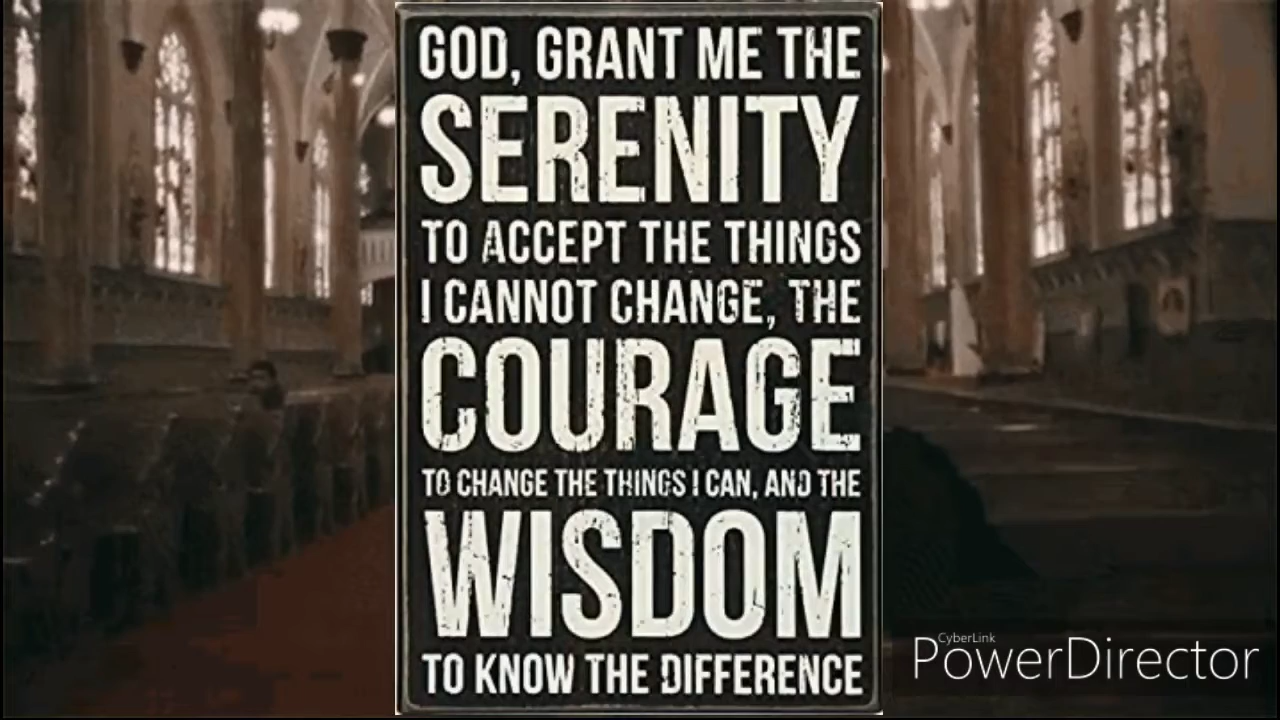 GOD, GRANT ME THE
SERENITY
TO ACCEPT THE THINGS
I CANNOT CHANGE, THE
COURAGE
TO CHANGE THE THINGS I CAN, AND THE
WISDOM
TO KNOW THE DIFFERENCE
CyberLink
PowerDirector